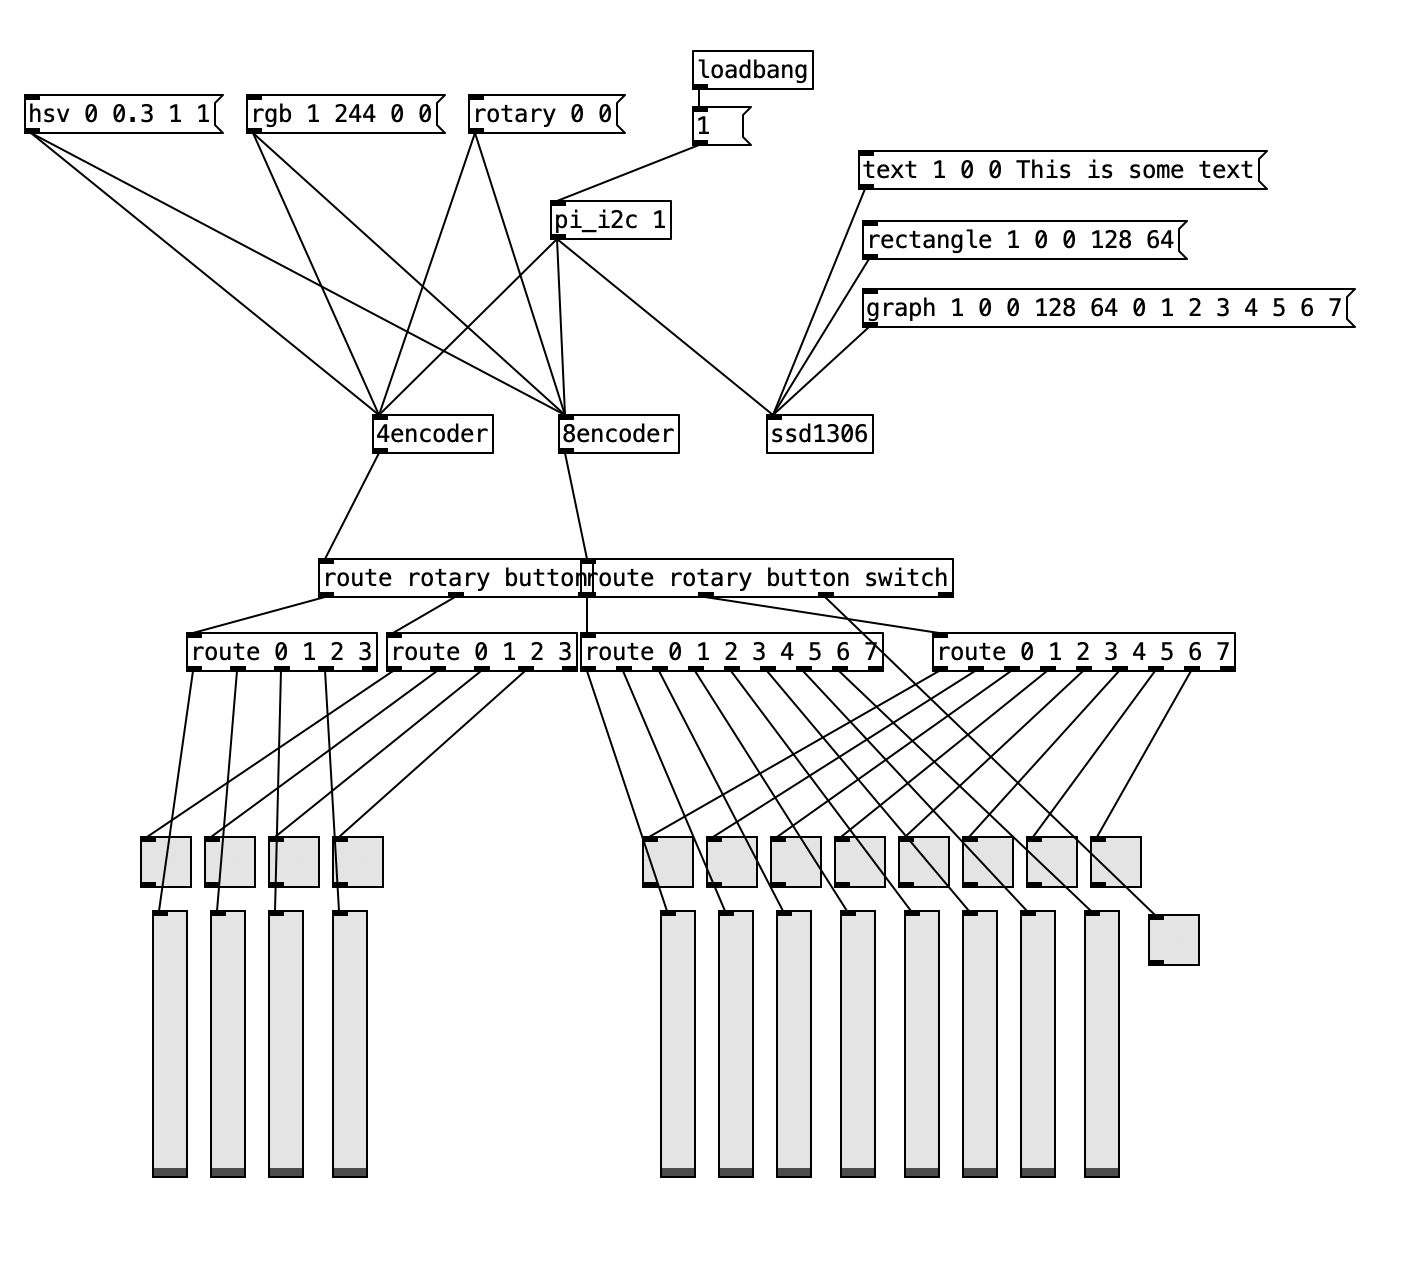 loadbang
hsv 0 0.3 1 1
rgb 1 244 0 0
rotary 0 0
1
text 1 0 0 This is some text
pi_i2c 1
rectangle 1 0 0 128 64
graph 1 0 0 128 64 0 1 2 3 4 5 6 7
4encoder
8encoder
ssd1306
route rotary button
route rotary button switch
route 0 1 2 3
route 0 1 2 3
route 0 1 2 3 4 5 6 7
route 0 1 2 3 4 5 6 7